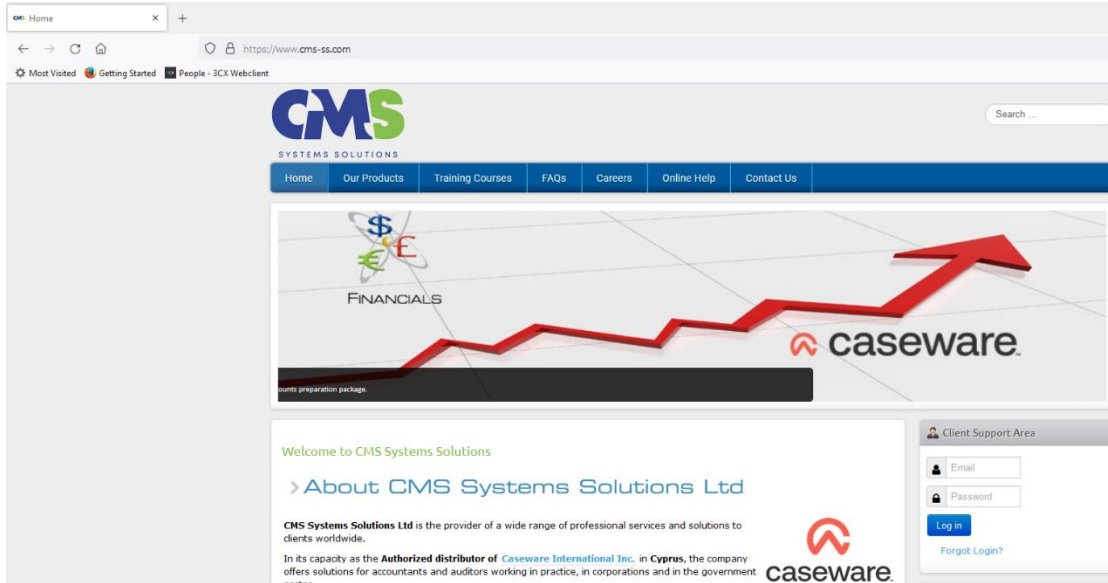 CMS Home
https://www.cms-ss.com
Most Visited Getting Started People - 3CX Webclient
CMS
SYSTEMS SOLUTIONS
Search ...
Home Our Products Training Courses FAQs Careers Online Help Contact Us
$ £ €
FINANCIALS
caseware
ounts preparation package.
Welcome to CMS Systems Solutions
About CMS Systems Solutions Ltd
CMS Systems Solutions Ltd is the provider of a wide range of professional services and solutions to
clients worldwide.
In its capacity as the Authorized distributor of Caseware International Inc. in Cyprus, the company
offers solutions for accountants and auditors working in practice, in corporations and in the government
caseware
Client Support Area
Email
Password
Log in
Forgot Login?